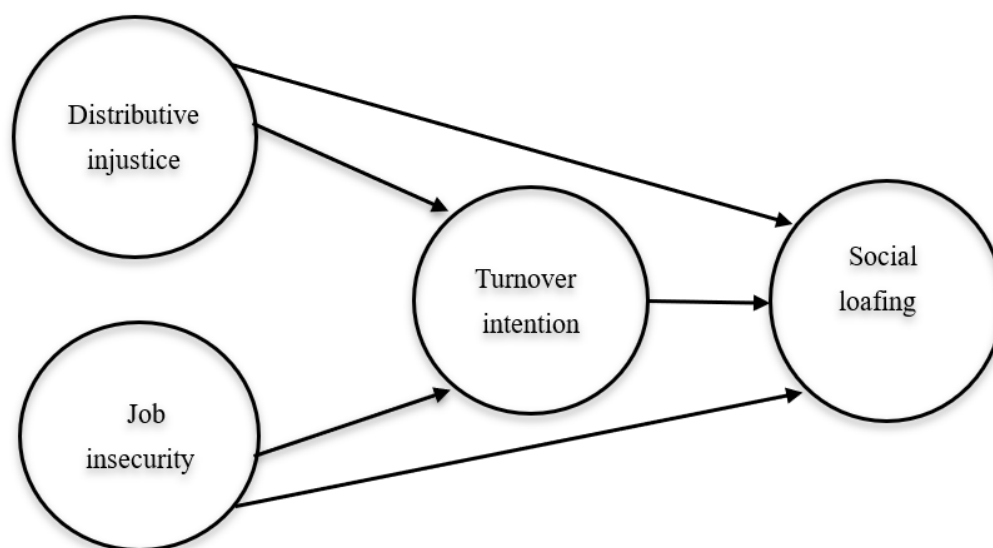 Distributive
injustice
Turnover
intention
Social
loafing
Job
insecurity